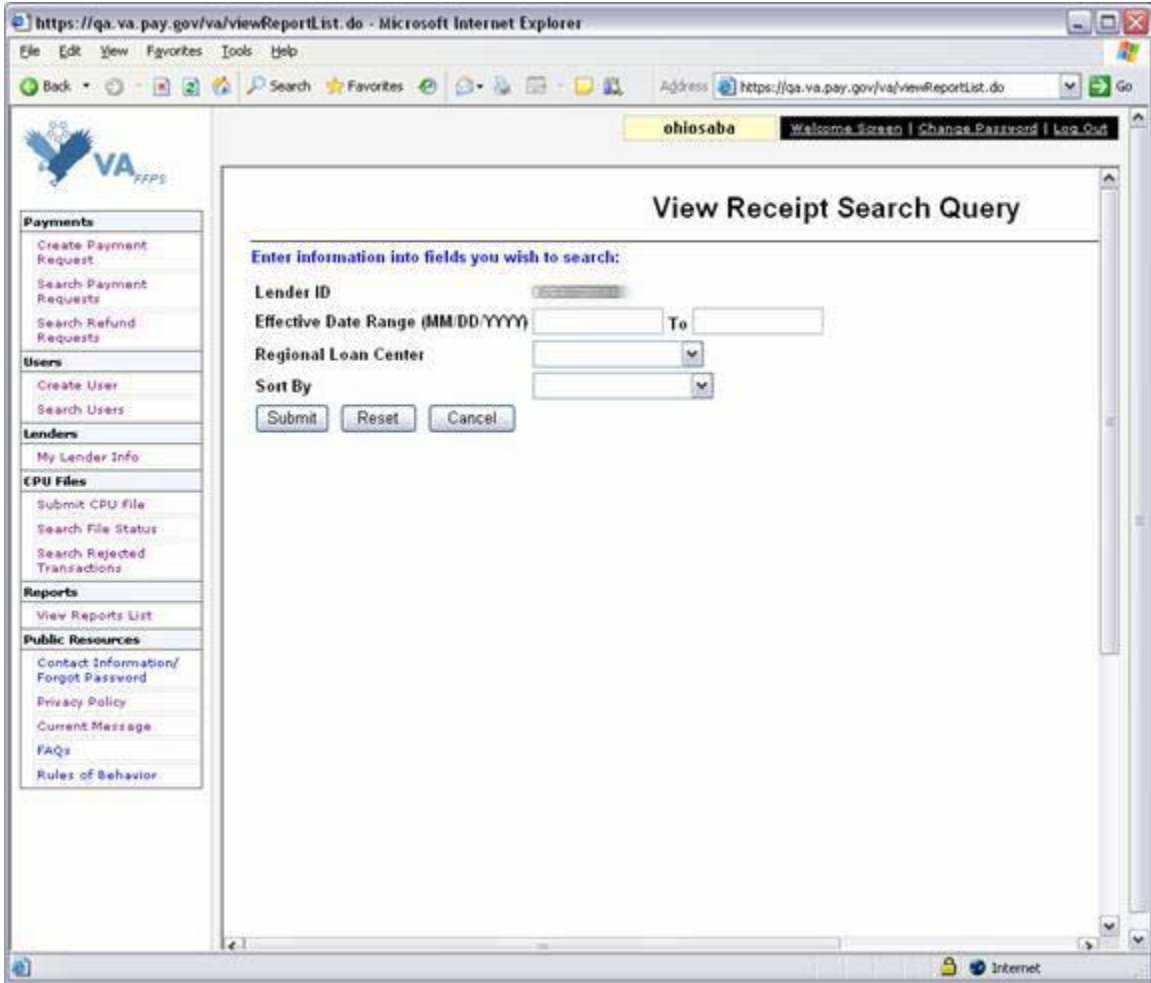 https://qa.va.pay.gov/va/viewReportList.do - Microsoft Internet Explorer
File Edit View Favorites Tools Help
Back Search Favorites Address https://qa.va.pay.gov/va/viewReportList.do Go
ohiosaba Welcome Screen | Change Password | Log Out
VA FFPS
View Receipt Search Query
Payments
Create Payment
Request
Search Payment
Requests
Search Refund
Requests
Users
Create User
Search Users
Lenders
My Lender Info
CPU Files
Submit CPU File
Search File Status
Search Rejected
Transactions
Reports
View Reports List
Public Resources
Contact Information/
Forgot Password
Privacy Policy
Current Message
FAQs
Rules of Behavior
Enter information into fields you wish to search:
Lender ID
Effective Date Range (MM/DD/YYYY) To
Regional Loan Center
Sort By
Submit Reset Cancel
Internet